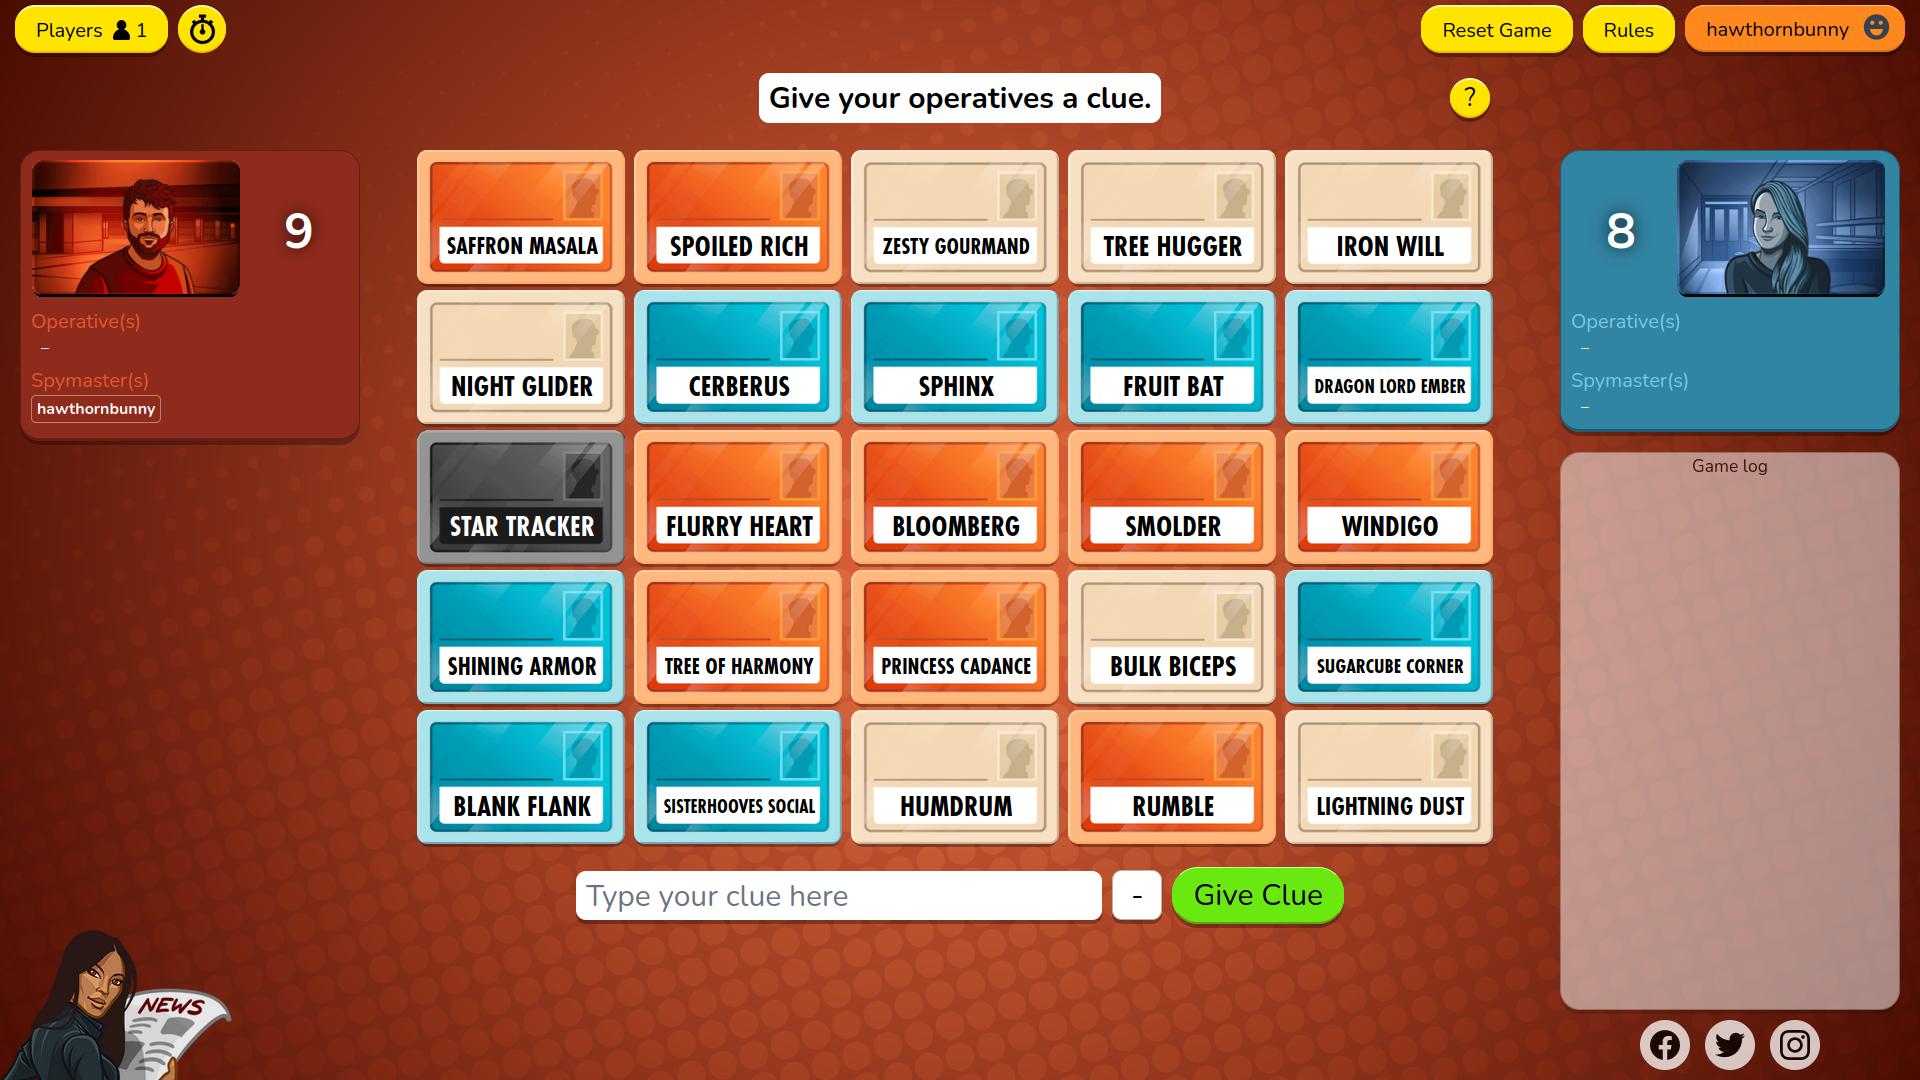 Players 1
Reset Game
Rules
hawthornbunny
Give your operatives a clue.
?
9
Operative(s)
–
Spymaster(s)
hawthornbunny
SAFFRON MASALA
SPOILED RICH
ZESTY GOURMAND
TREE HUGGER
IRON WILL
NIGHT GLIDER
CERBERUS
SPHINX
FRUIT BAT
DRAGON LORD EMBER
STAR TRACKER
FLURRY HEART
BLOOMBERG
SMOLDER
WINDIGO
SHINING ARMOR
TREE OF HARMONY
PRINCESS CADANCE
BULK BICEPS
SUGARCUBE CORNER
BLANK FLANK
SISTERHOOVES SOCIAL
HUMDRUM
RUMBLE
LIGHTNING DUST
8
Operative(s)
–
Spymaster(s)
–
Game log
Type your clue here
-
Give Clue
NEWS